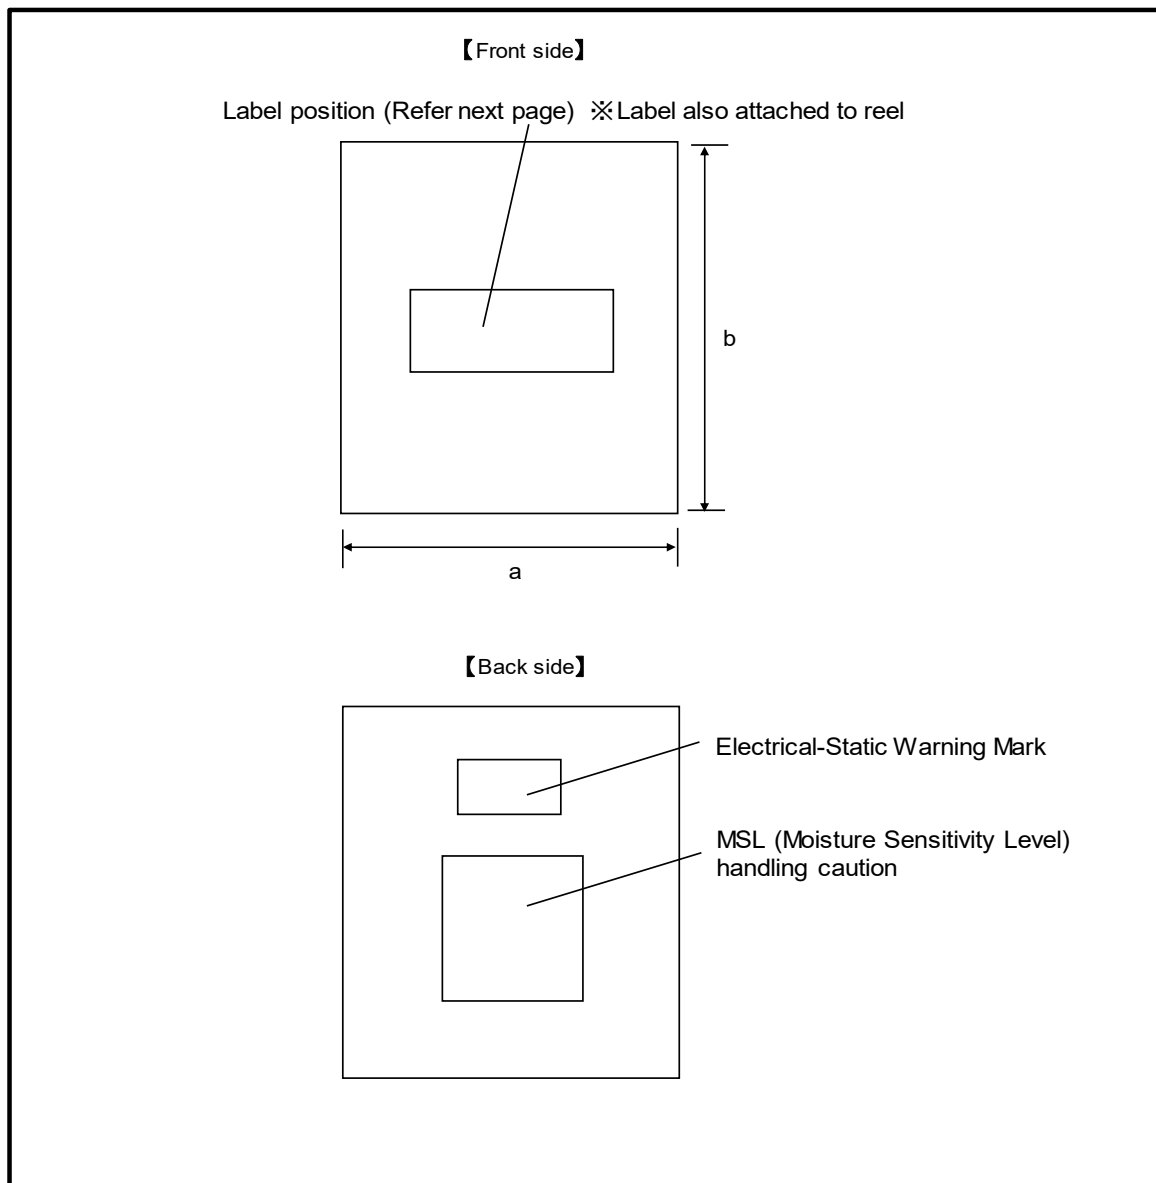 【Front side】
Label position (Refer next page) ※Label also attached to reel
b
a
【Back side】
Electrical-Static Warning Mark
MSL (Moisture Sensitivity Level)
handling caution